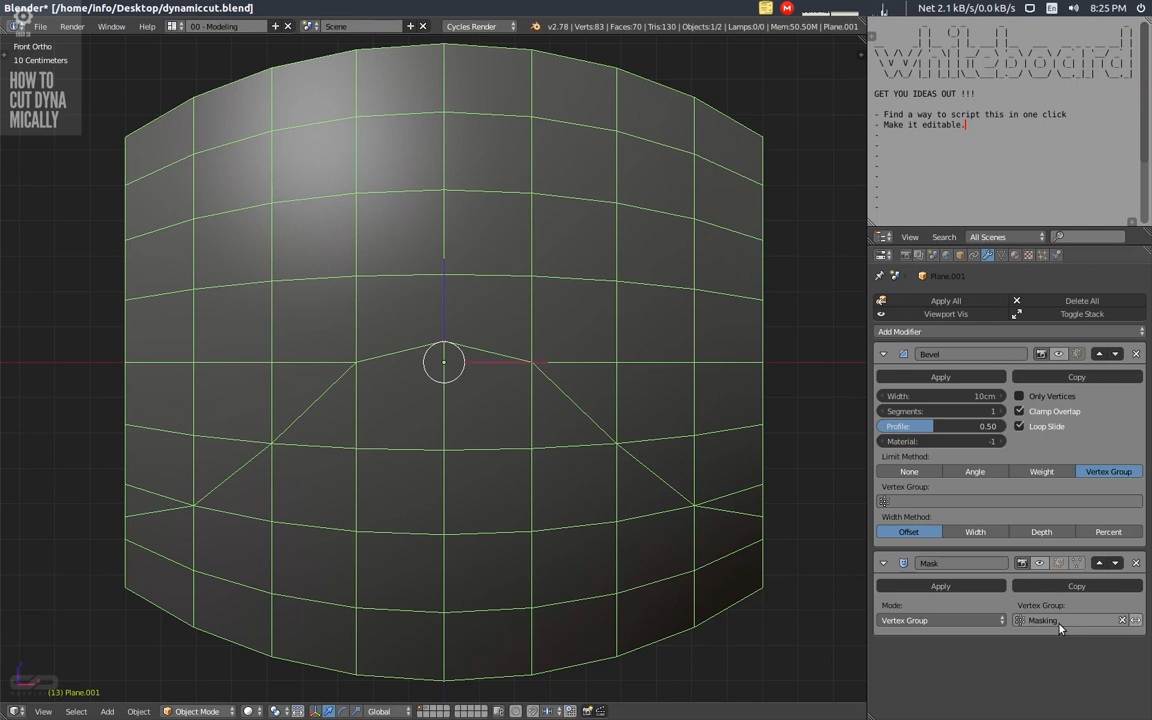 Blender* [/home/info/Desktop/dynamiccut.blend]
Net 2.1 kB/s/0.0 kB/s En 8:25 PM
File Render Window Help 00 - Modeling Scene Cycles Render v2.78 | Verts:83 | Faces:70 | Tris:130 | Objects:1/2 | Lamps:0/0 | Mem:50.50M | Plane.001
Front Ortho
10 Centimeters
HOW TO
CUT DYNA
MICALLY
whiteboard
GET YOU IDEAS OUT !!!
- Find a way to script this in one click
- Make it editable.
-
-
-
-
-
-
-
-
View Search All Scenes
Plane.001
Apply All Delete All
Viewport Vis Toggle Stack
Add Modifier
Bevel
Apply Copy
Width: 10cm Only Vertices
Segments: 1 Clamp Overlap
Profile: 0.50 Loop Slide
Material: -1
Limit Method:
None Angle Weight Vertex Group
Vertex Group:
Width Method:
Offset Width Depth Percent
Mask
Apply Copy
Mode: Vertex Group:
Vertex Group Masking
(13) Plane.001
View Select Add Object Object Mode Global